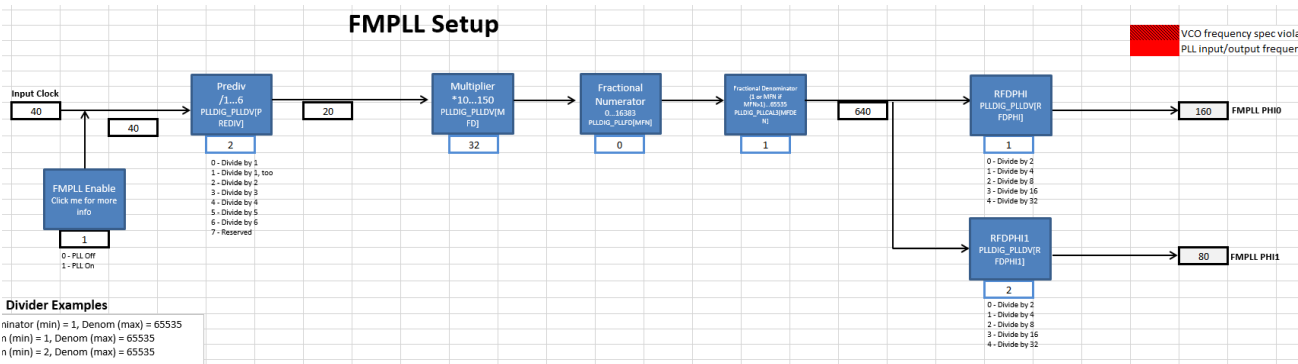 FMPLL Setup
VCO frequency spec viola
PLL input/output frequen
Input Clock
40
40
Prediv
/1...6
PLLDIG_PLLDV[P
REDIV]
2
0 - Divide by 1
1 - Divide by 1, too
2 - Divide by 2
3 - Divide by 3
4 - Divide by 4
5 - Divide by 5
6 - Divide by 6
7 - Reserved
20
Multiplier
*10...150
PLLDIG_PLLDV[M
FD]
32
Fractional
Numerator
0...16383
PLLDIG_PLLFD[MFN]
0
Fractional Denominator
(1 or MFN if
MFN>1)...65535
PLLDIG_PLLCAL3[MFDE
N]
1
640
RFDPHI
PLLDIG_PLLDV[R
FDPHI]
1
0 - Divide by 2
1 - Divide by 4
2 - Divide by 8
3 - Divide by 16
4 - Divide by 32
160
FMPLL PHI0
FMPLL Enable
Click me for more
info
1
0 - PLL Off
1 - PLL On
RFDPHI1
PLLDIG_PLLDV[R
FDPHI1]
2
0 - Divide by 2
1 - Divide by 4
2 - Divide by 8
3 - Divide by 16
4 - Divide by 32
80
FMPLL PHI1
Divider Examples
ninator (min) = 1, Denom (max) = 65535
n (min) = 1, Denom (max) = 65535
n (min) = 2, Denom (max) = 65535